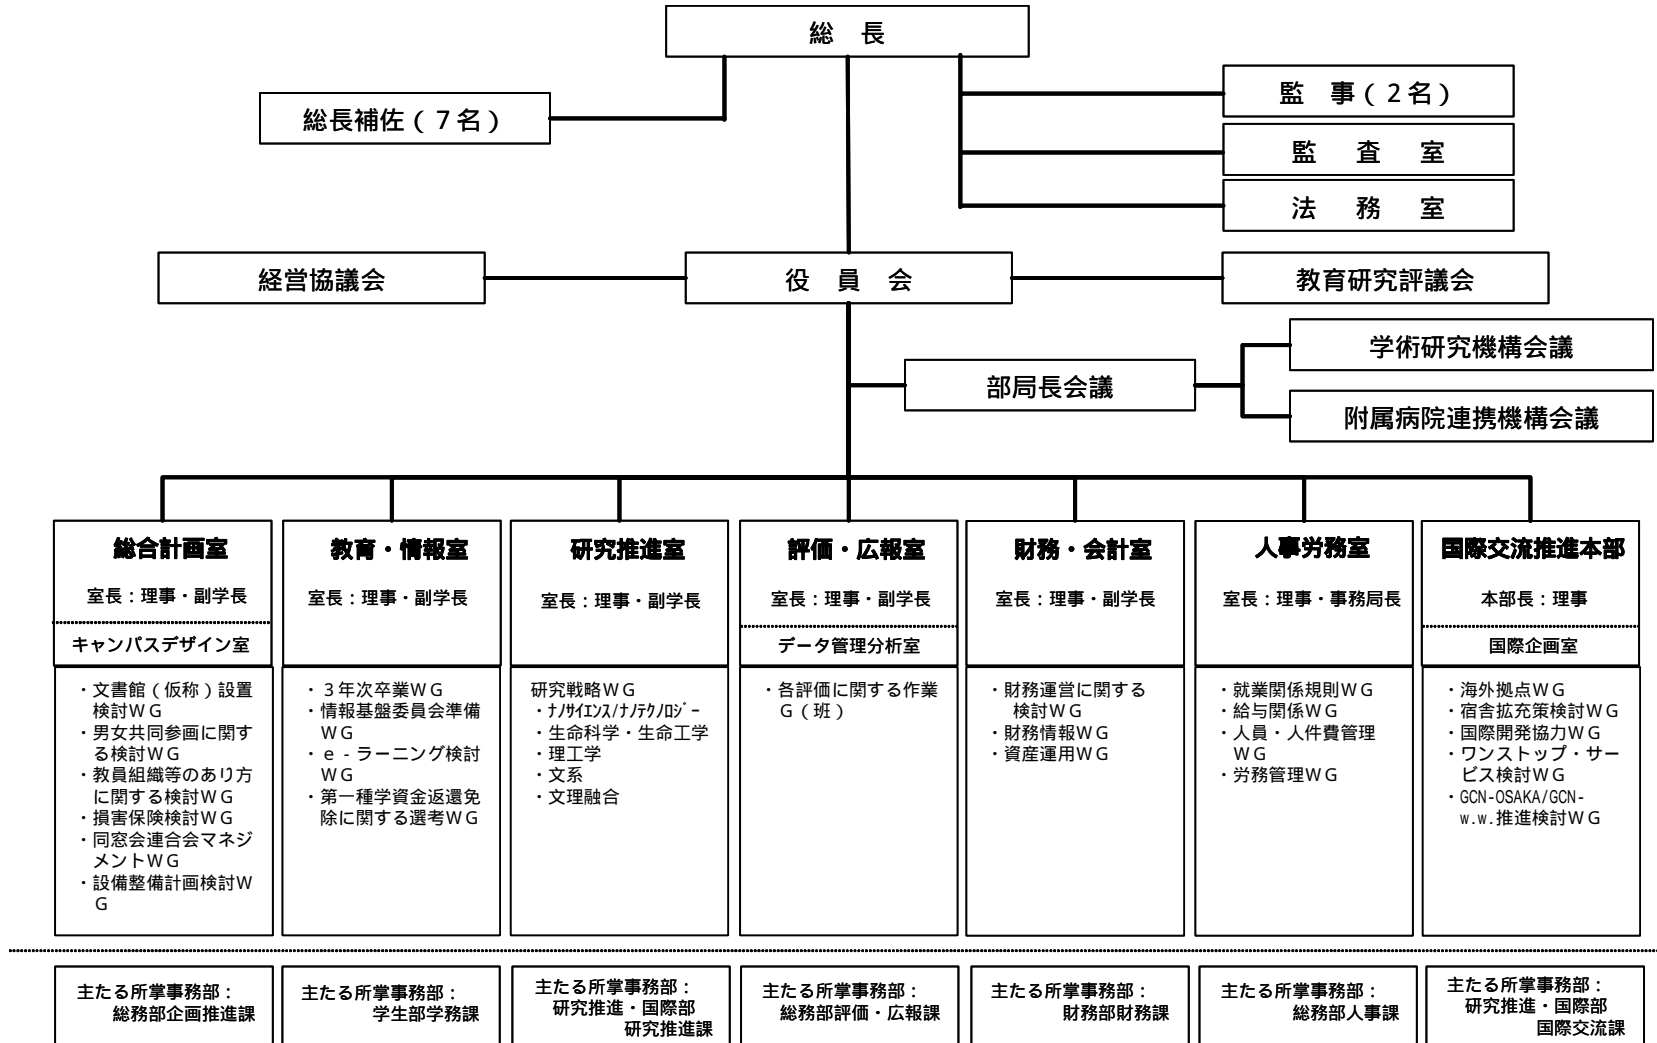 総　長
総長補佐（７名）
監　事（２名）
監　査　室
法　務　室
経営協議会
役　員　会
教育研究評議会
部局長会議
学術研究機構会議
附属病院連携機構会議
総合計画室
室長：理事・副学長
キャンパスデザイン室
・文書館（仮称）設置
検討ＷＧ
・男女共同参画に関す
る検討ＷＧ
・教員組織等のあり方
に関する検討ＷＧ
・損害保険検討ＷＧ
・同窓会連合会マネジ
メントＷＧ
・設備整備計画検討Ｗ
Ｇ
教育・情報室
室長：理事・副学長
・３年次卒業ＷＧ
・情報基盤委員会準備
ＷＧ
・ｅ‐ラーニング検討
ＷＧ
・第一種学資金返還免
除に関する選考ＷＧ
研究推進室
室長：理事・副学長
研究戦略ＷＧ
・ﾅﾉｻｲｴﾝｽ/ﾅﾉﾃｸﾉﾛｼﾞｰ
・生命科学・生命工学
・理工学
・文系
・文理融合
評価・広報室
室長：理事・副学長
データ管理分析室
・各評価に関する作業
Ｇ（班）
財務・会計室
室長：理事・副学長
・財務運営に関する
検討ＷＧ
・財務情報ＷＧ
・資産運用ＷＧ
人事労務室
室長：理事・事務局長
・就業関係規則ＷＧ
・給与関係ＷＧ
・人員・人件費管理
ＷＧ
・労務管理ＷＧ
国際交流推進本部
本部長：理事
国際企画室
・海外拠点ＷＧ
・宿舎拡充策検討ＷＧ
・国際開発協力ＷＧ
・ワンストップ・サー
ビス検討ＷＧ
・GCN-OSAKA/GCN-
w.w.推進検討ＷＧ
主たる所掌事務部：
総務部企画推進課
主たる所掌事務部：
学生部学務課
主たる所掌事務部：
研究推進・国際部
研究推進課
主たる所掌事務部：
総務部評価・広報課
主たる所掌事務部：
財務部財務課
主たる所掌事務部：
総務部人事課
主たる所掌事務部：
研究推進・国際部
国際交流課